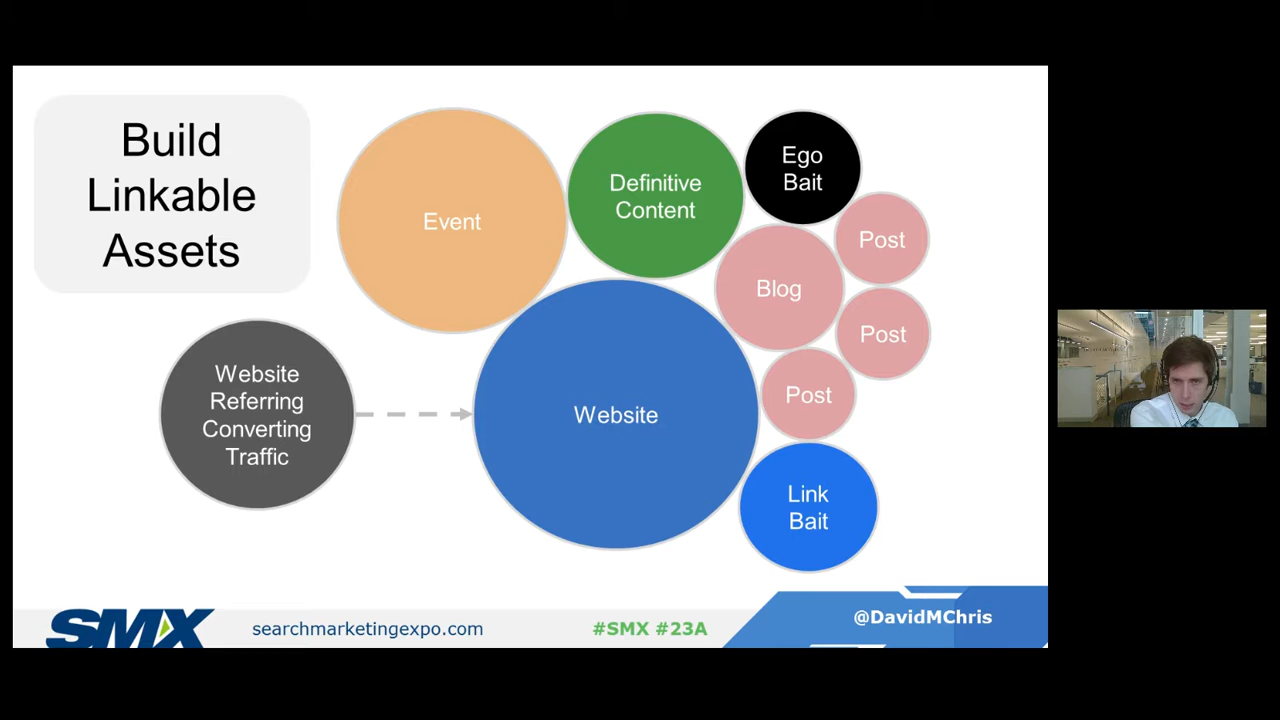 Build
Linkable
Assets
Event
Definitive
Content
Ego
Bait
Post
Blog
Post
Website
Referring
Converting
Traffic
Website
Post
Link
Bait
SMX
searchmarketingexpo.com
#SMX #23A
@DavidMChris